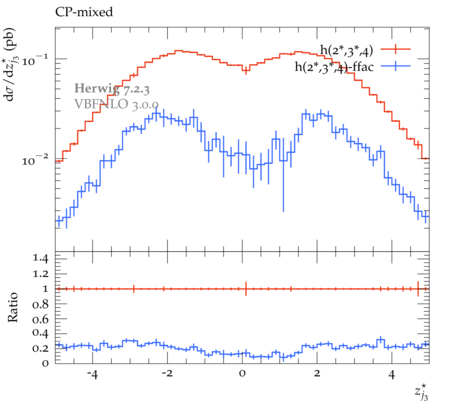 CP-mixed
dσ/dz*j3 (pb)
10−1
10−2
h(2*,3*,4)
h(2*,3*,4)-ffac
Herwig 7.2.3
VBFNLO 3.0.0
Ratio
1.4
1.2
1
0.8
0.6
0.4
0.2
0
-4 -2 0 2 4
z*j3